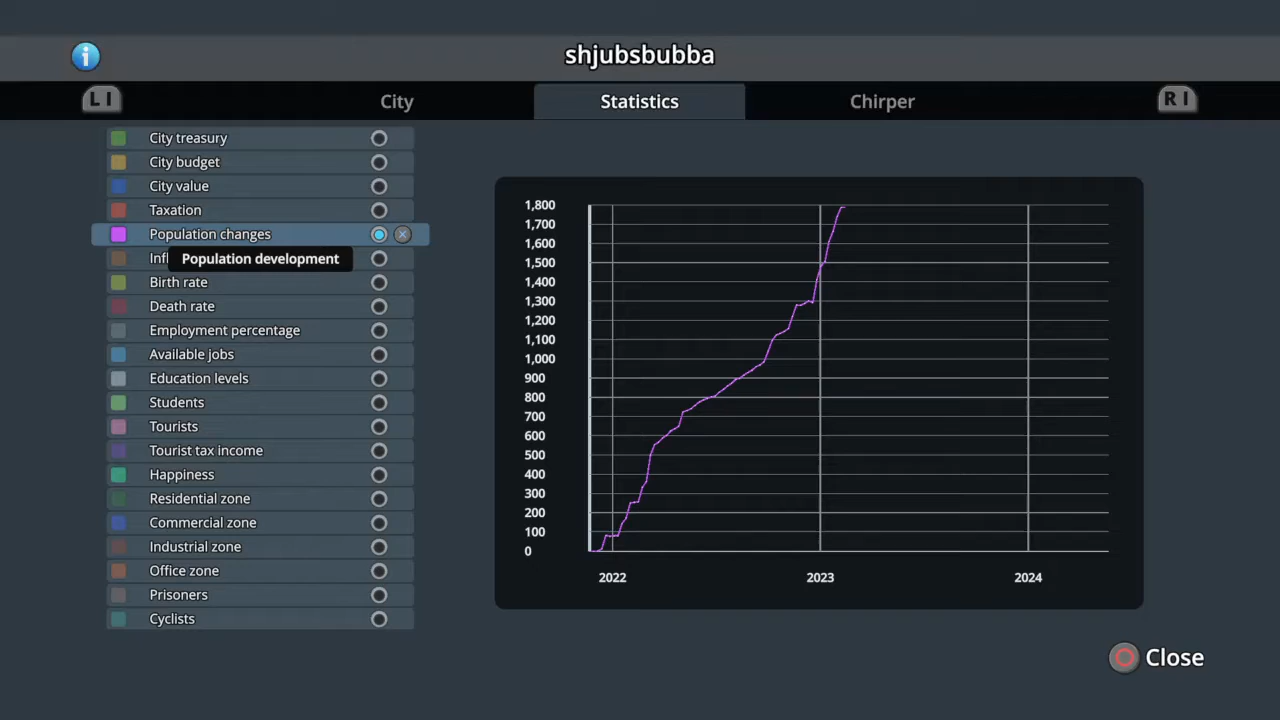 shjubsbubba
L1 City Statistics Chirper R1
City treasury
City budget
City value
Taxation
Population changes
Inf
Population development
Birth rate
Death rate
Employment percentage
Available jobs
Education levels
Students
Tourists
Tourist tax income
Happiness
Residential zone
Commercial zone
Industrial zone
Office zone
Prisoners
Cyclists
1,800
1,700
1,600
1,500
1,400
1,300
1,200
1,100
1,000
900
800
700
600
500
400
300
200
100
0
2022 2023 2024
Close